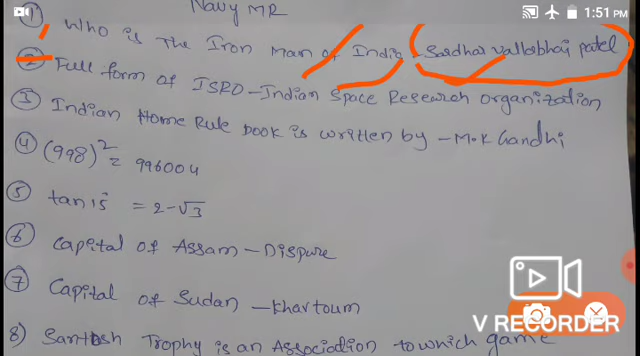 1:51 PM
Navy MR
① Who is The Iron Man of India - Sardhar vallabhai patel
② Full form of ISRO - Indian Space Research Organization
③ Indian Home Rule book is written by - M.K Gandhi
④ (998)² = 996004
⑤ tan 15° = 2-√3
⑥ Capital of Assam - Dispure
⑦ Capital of Sudan - Khartoum
8) Santosh Trophy is an Association to which game
V RECORDER